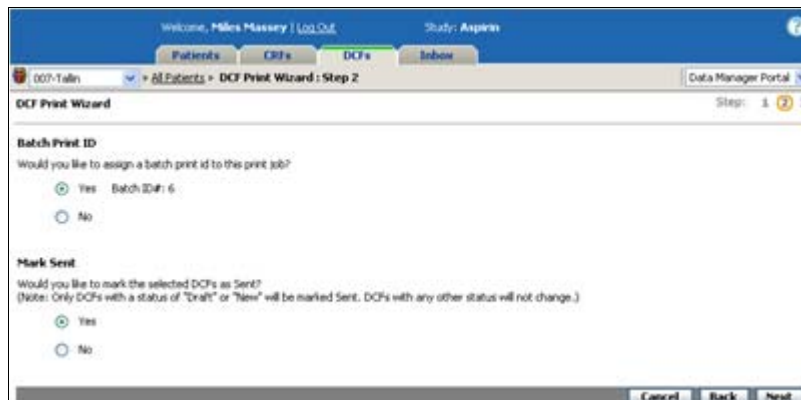 Welcome, Miles Massey | Log Out Study: Aspirin ?
Patients CRFs DCFs Inbox
007-Tallin » All Patients » DCF Print Wizard : Step 2 Data Manager Portal
DCF Print Wizard Step: 1 2
Batch Print ID
Would you like to assign a batch print id to this print job?
Yes Batch ID#: 6
No
Mark Sent
Would you like to mark the selected DCFs as Sent?
(Note: Only DCFs with a status of "Draft" or "New" will be marked Sent. DCFs with any other status will not change.)
Yes
No
Cancel Back Next